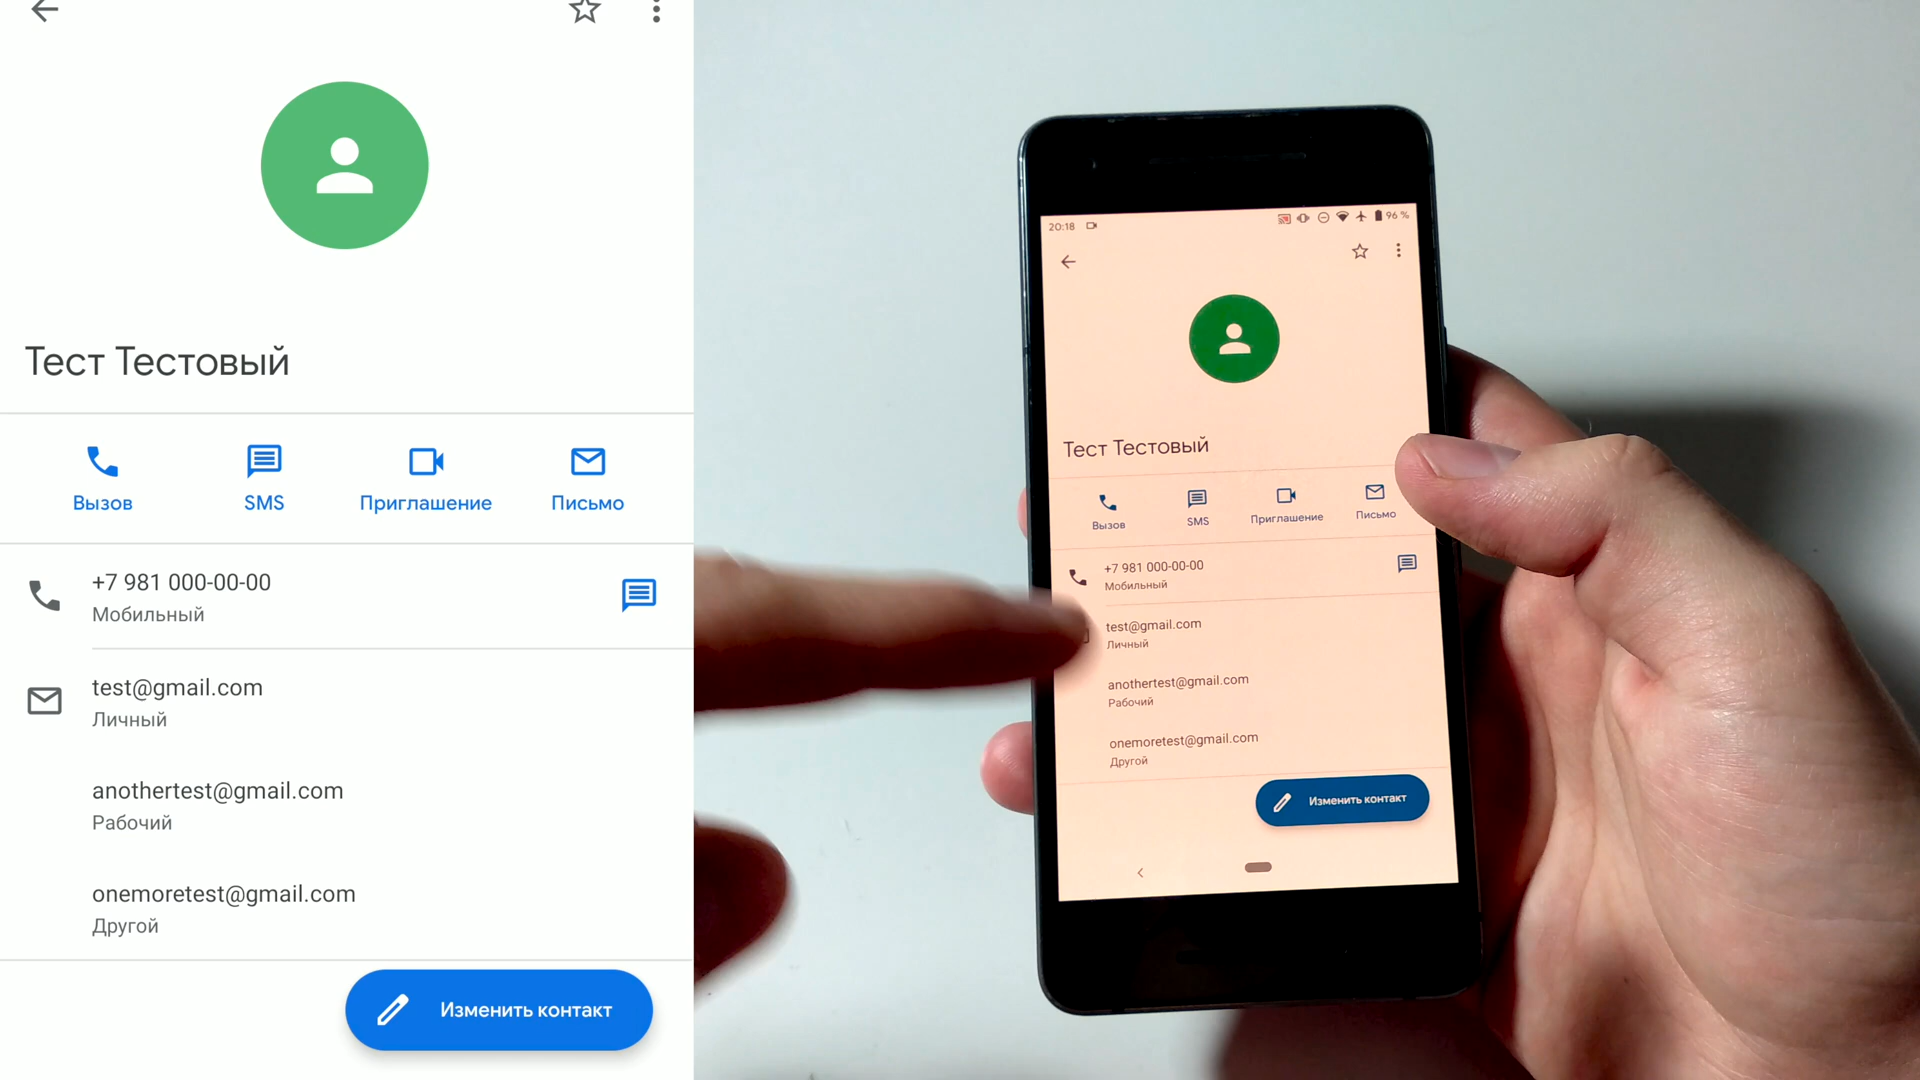 Тест Тестовый
Вызов
SMS
Приглашение
Письмо
+7 981 000-00-00
Мобильный
test@gmail.com
Личный
anothertest@gmail.com
Рабочий
onemoretest@gmail.com
Другой
Изменить контакт
20:18
96 %
Тест Тестовый
Вызов
SMS
Приглашение
Письмо
+7 981 000-00-00
Мобильный
test@gmail.com
Личный
anothertest@gmail.com
Рабочий
onemoretest@gmail.com
Другой
Изменить контакт